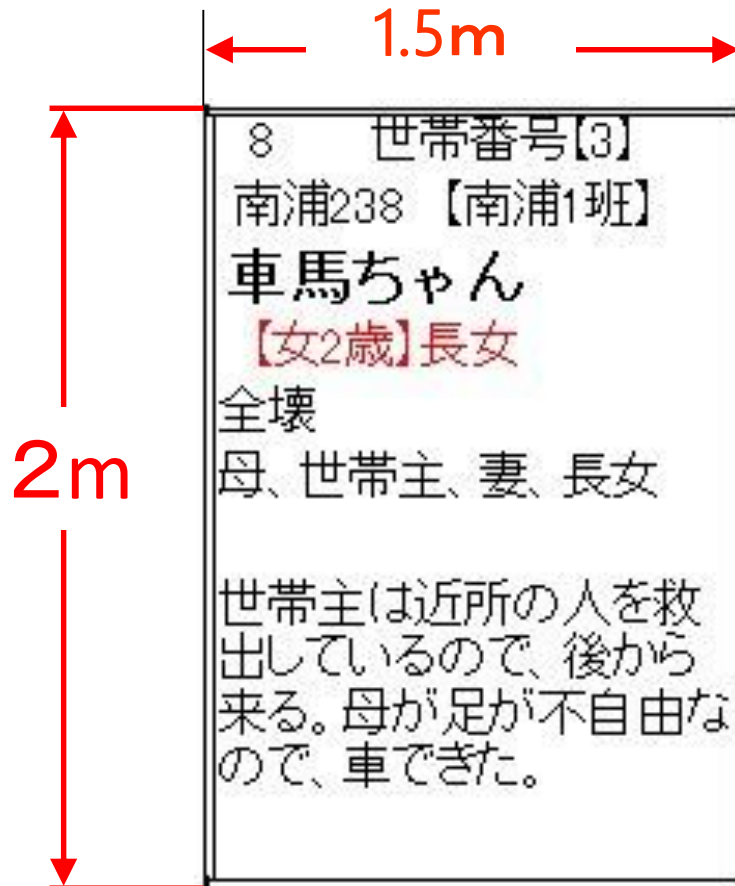 1.5m
2m
8 世帯番号【3】
南浦238 【南浦1班】
車馬ちゃん
【女2歳】長女
全壊
母、世帯主、妻、長女
世帯主は近所の人を救
出しているので、後から
来る。母が足が不自由な
ので、車できた。